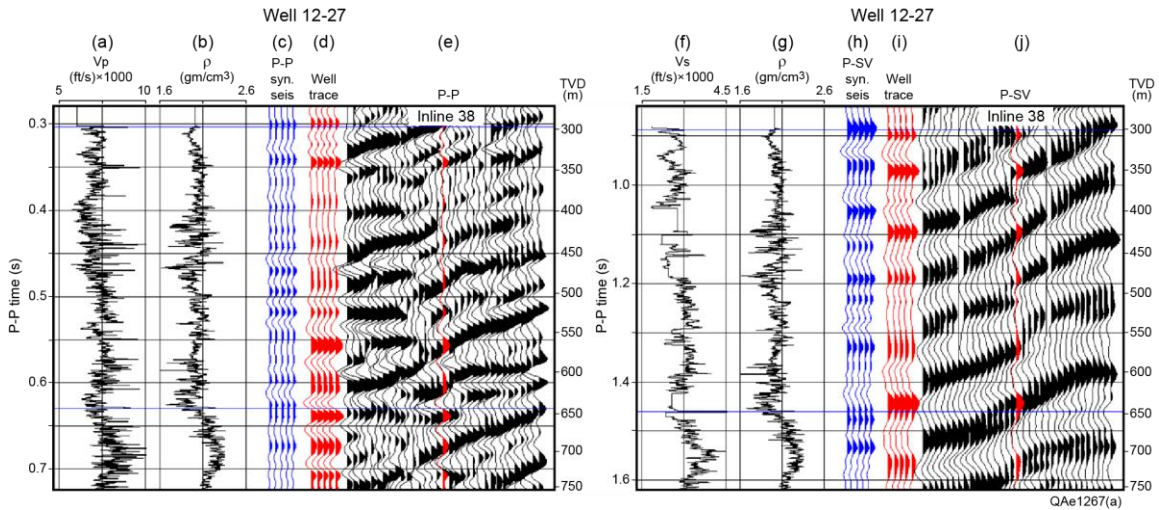 Well 12-27
(a) (b) (c) (d) (e)
Vp
(ft/s)×1000
ρ
(gm/cm³)
P-P
syn.
seis
Well
trace
P-P
TVD
(m)
5 10 1.6 2.6
Inline 38
P-P time (s)
0.3
0.4
0.5
0.6
0.7
300
350
400
450
500
550
600
650
700
750
Well 12-27
(f) (g) (h) (i) (j)
Vs
(ft/s)×1000
ρ
(gm/cm³)
P-SV
syn.
seis
Well
trace
P-SV
TVD
(m)
1.5 4.5 1.6 2.6
Inline 38
P-P time (s)
1.0
1.2
1.4
1.6
300
350
400
450
500
550
600
650
700
750
QAe1267(a)